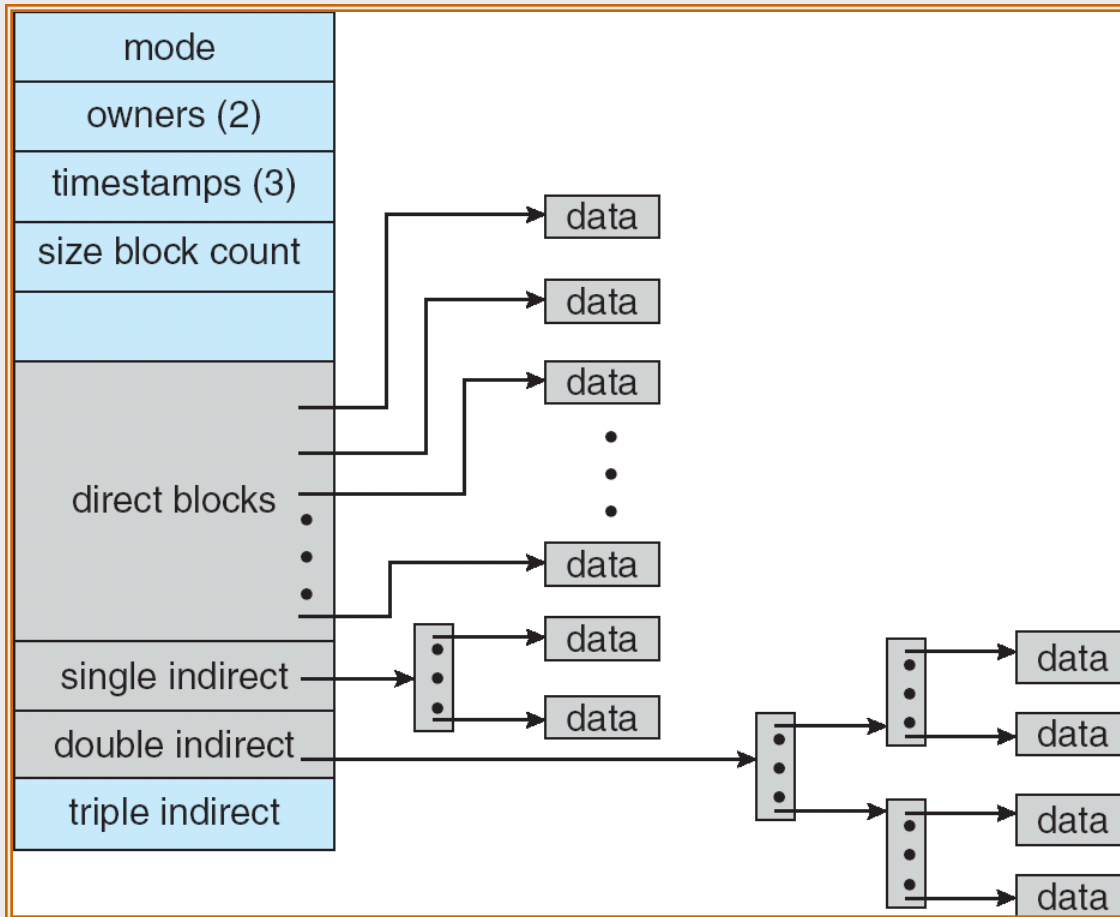 mode
owners (2)
timestamps (3)
size block count
direct blocks
single indirect
double indirect
triple indirect
data
data
data
data
data
data
data
data
data
data